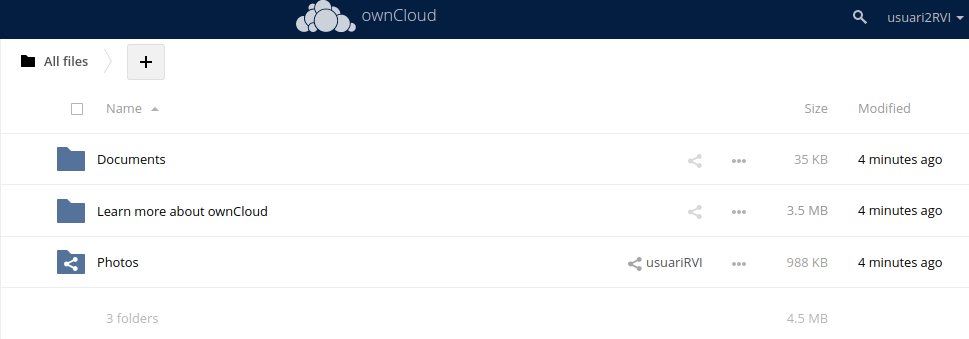 ownCloud
usuari2RVI
All files
+
Name Size Modified
Documents 35 KB 4 minutes ago
Learn more about ownCloud 3.5 MB 4 minutes ago
Photos usuariRVI 988 KB 4 minutes ago
3 folders 4.5 MB